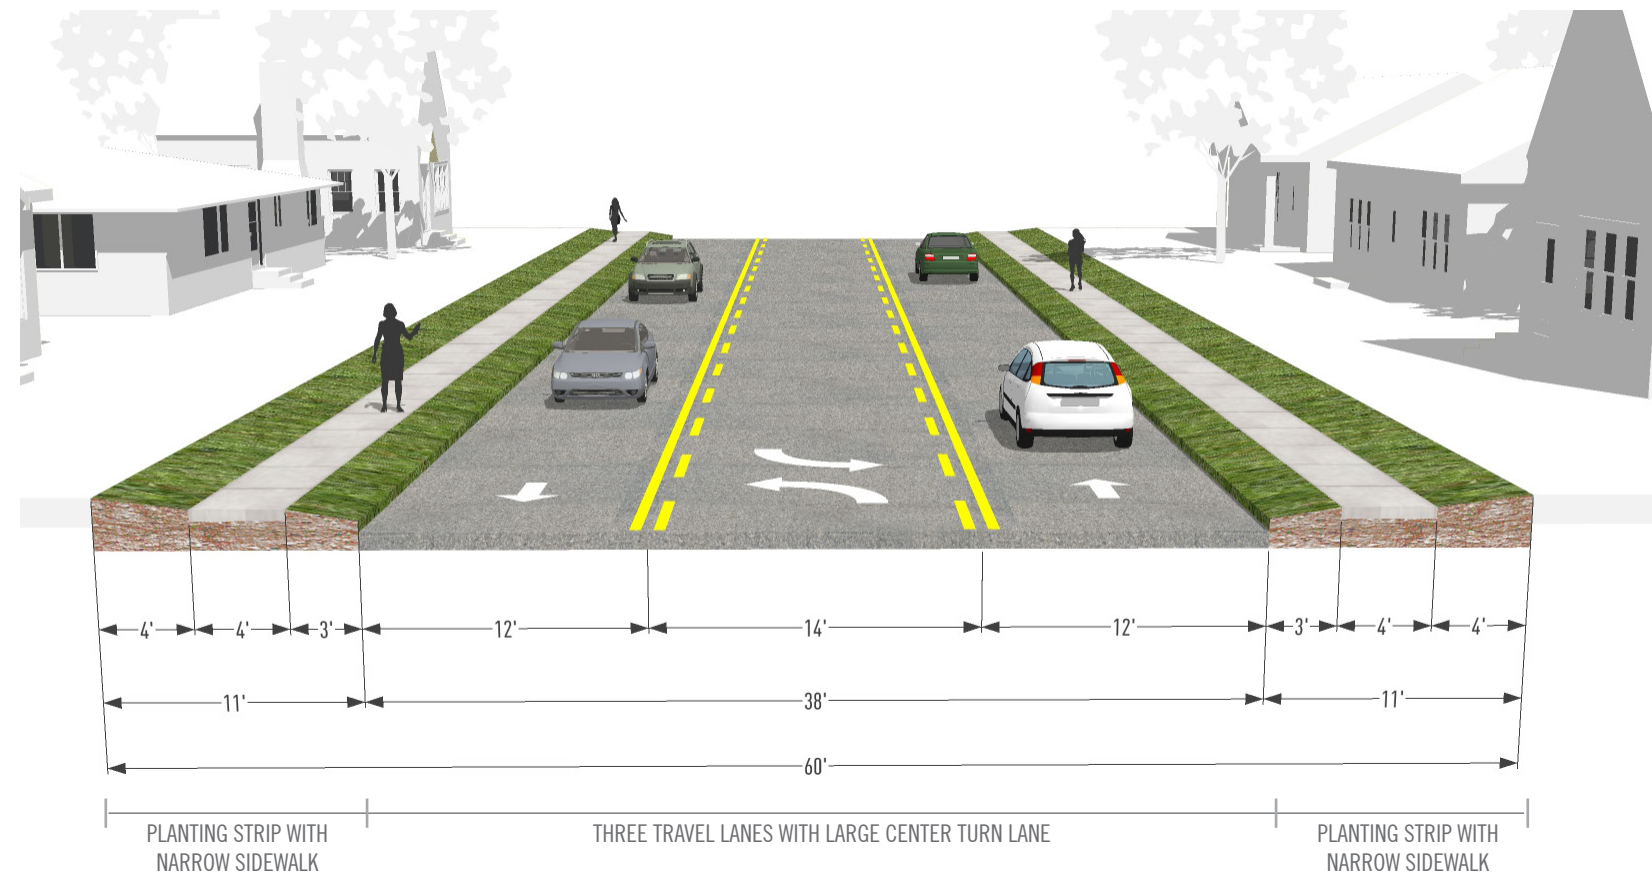 4' 4' 3' 12' 14' 12' 3' 4' 4'
11' 38' 11'
60'
PLANTING STRIP WITH
NARROW SIDEWALK
THREE TRAVEL LANES WITH LARGE CENTER TURN LANE
PLANTING STRIP WITH
NARROW SIDEWALK